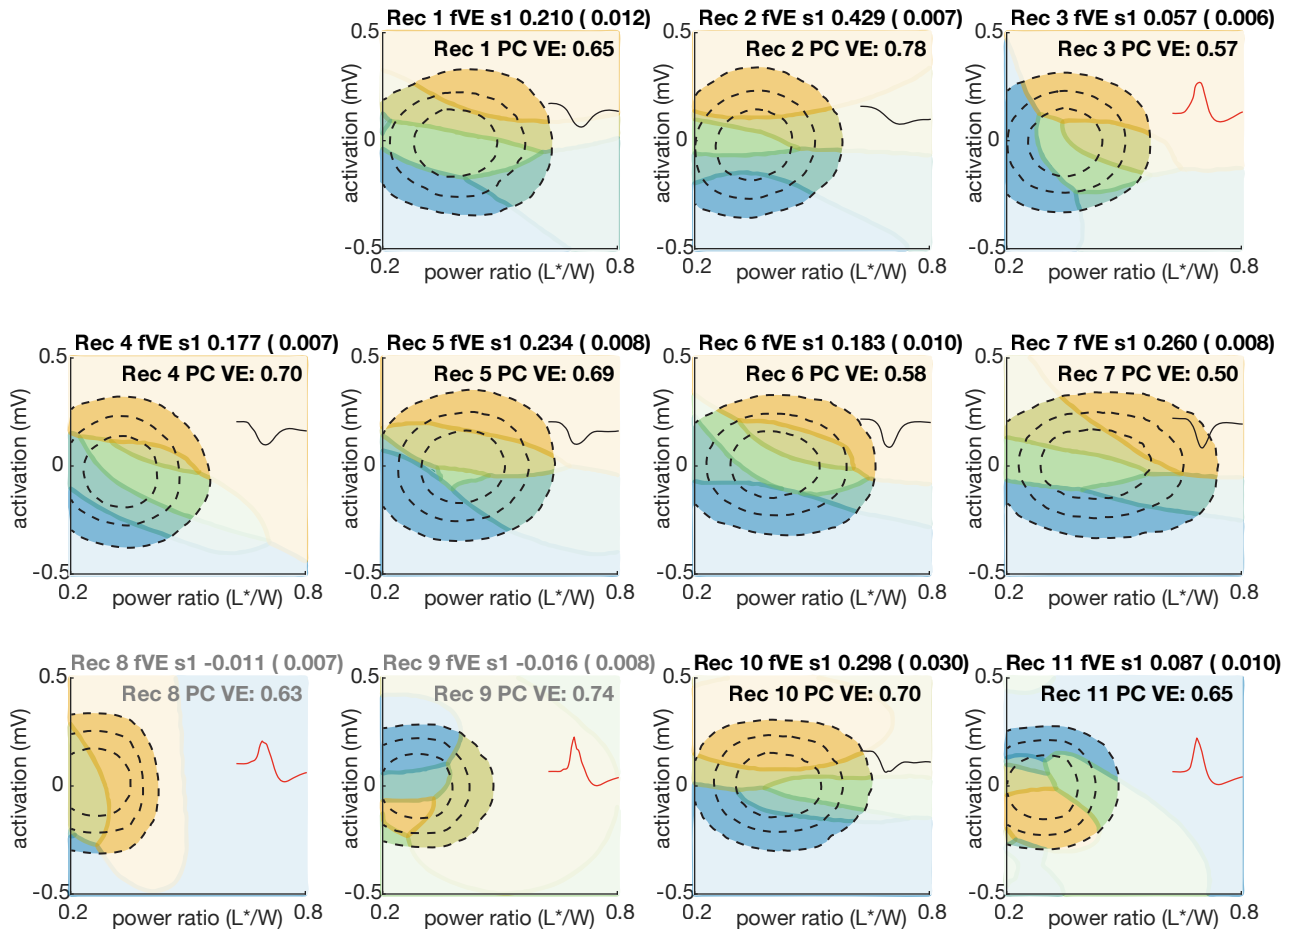 Rec 1 fVE s1 0.210 ( 0.012)
Rec 1 PC VE: 0.65
0.5
0
-0.5
activation (mV)
0.2
0.8
power ratio (L*/W)
Rec 2 fVE s1 0.429 ( 0.007)
Rec 2 PC VE: 0.78
0.5
0
-0.5
activation (mV)
0.2
0.8
power ratio (L*/W)
Rec 3 fVE s1 0.057 ( 0.006)
Rec 3 PC VE: 0.57
0.5
0
-0.5
activation (mV)
0.2
0.8
power ratio (L*/W)
Rec 4 fVE s1 0.177 ( 0.007)
Rec 4 PC VE: 0.70
0.5
0
-0.5
activation (mV)
0.2
0.8
power ratio (L*/W)
Rec 5 fVE s1 0.234 ( 0.008)
Rec 5 PC VE: 0.69
0.5
0
-0.5
activation (mV)
0.2
0.8
power ratio (L*/W)
Rec 6 fVE s1 0.183 ( 0.010)
Rec 6 PC VE: 0.58
0.5
0
-0.5
activation (mV)
0.2
0.8
power ratio (L*/W)
Rec 7 fVE s1 0.260 ( 0.008)
Rec 7 PC VE: 0.50
0.5
0
-0.5
activation (mV)
0.2
0.8
power ratio (L*/W)
Rec 8 fVE s1 -0.011 ( 0.007)
Rec 8 PC VE: 0.63
0.5
0
-0.5
activation (mV)
0.2
0.8
power ratio (L*/W)
Rec 9 fVE s1 -0.016 ( 0.008)
Rec 9 PC VE: 0.74
0.5
0
-0.5
activation (mV)
0.2
0.8
power ratio (L*/W)
Rec 10 fVE s1 0.298 ( 0.030)
Rec 10 PC VE: 0.70
0.5
0
-0.5
activation (mV)
0.2
0.8
power ratio (L*/W)
Rec 11 fVE s1 0.087 ( 0.010)
Rec 11 PC VE: 0.65
0.5
0
-0.5
activation (mV)
0.2
0.8
power ratio (L*/W)